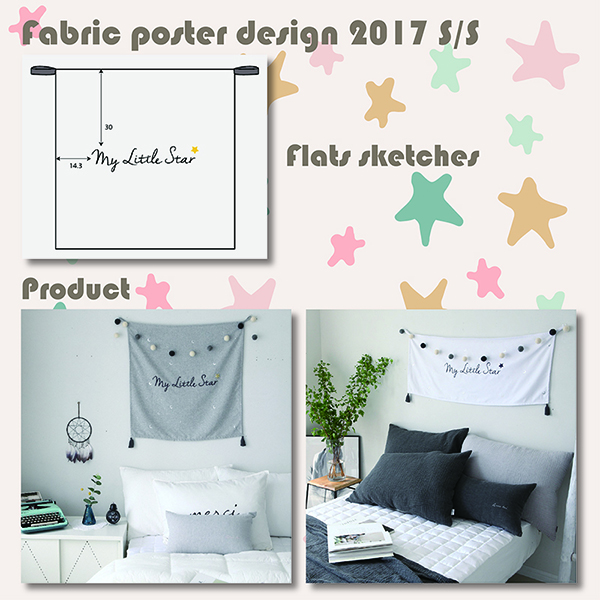 Fabric poster design 2017 S/S
30
14.3
My Little Star
Flats sketches
Product
My Little Star
merci
My Little Star